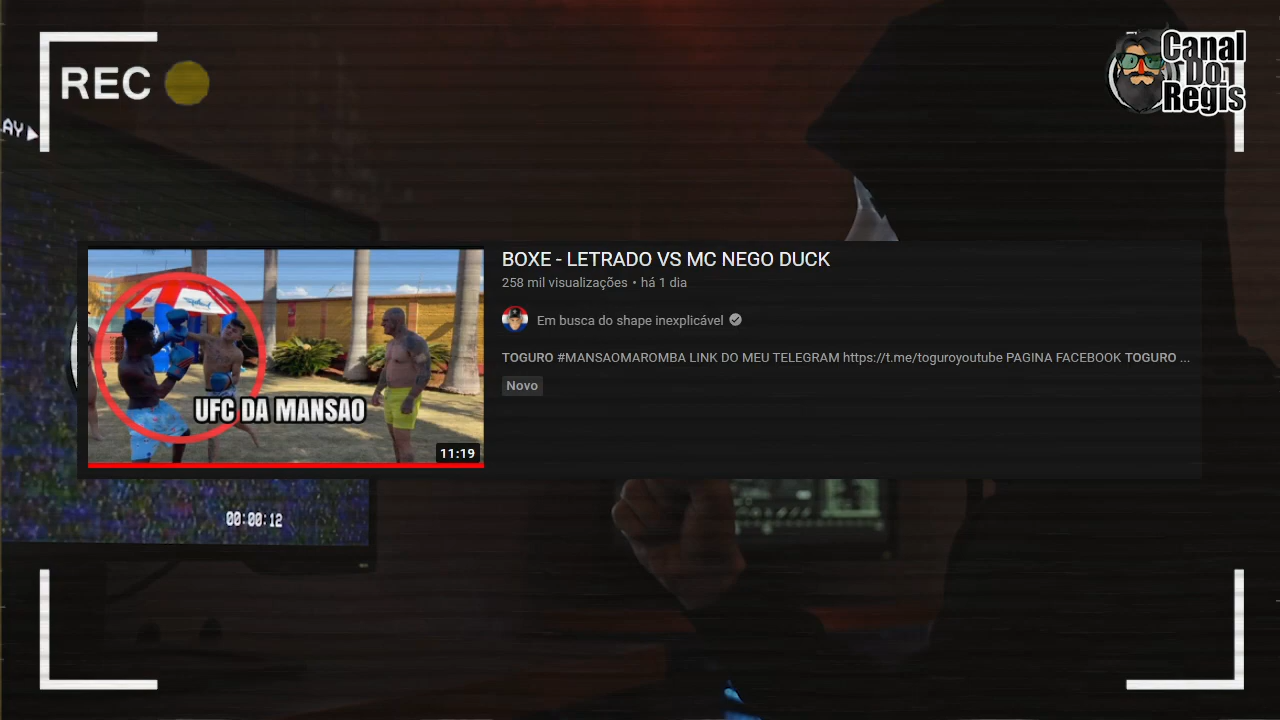 REC
Canal
Do
Regis
AY
BOXE - LETRADO VS MC NEGO DUCK
258 mil visualizações • há 1 dia
Em busca do shape inexplicável
TOGURO #MANSAOMAROMBA LINK DO MEU TELEGRAM https://t.me/toguroyoutube PAGINA FACEBOOK TOGURO ...
Novo
UFC DA MANSAO
11:19
00:00:12